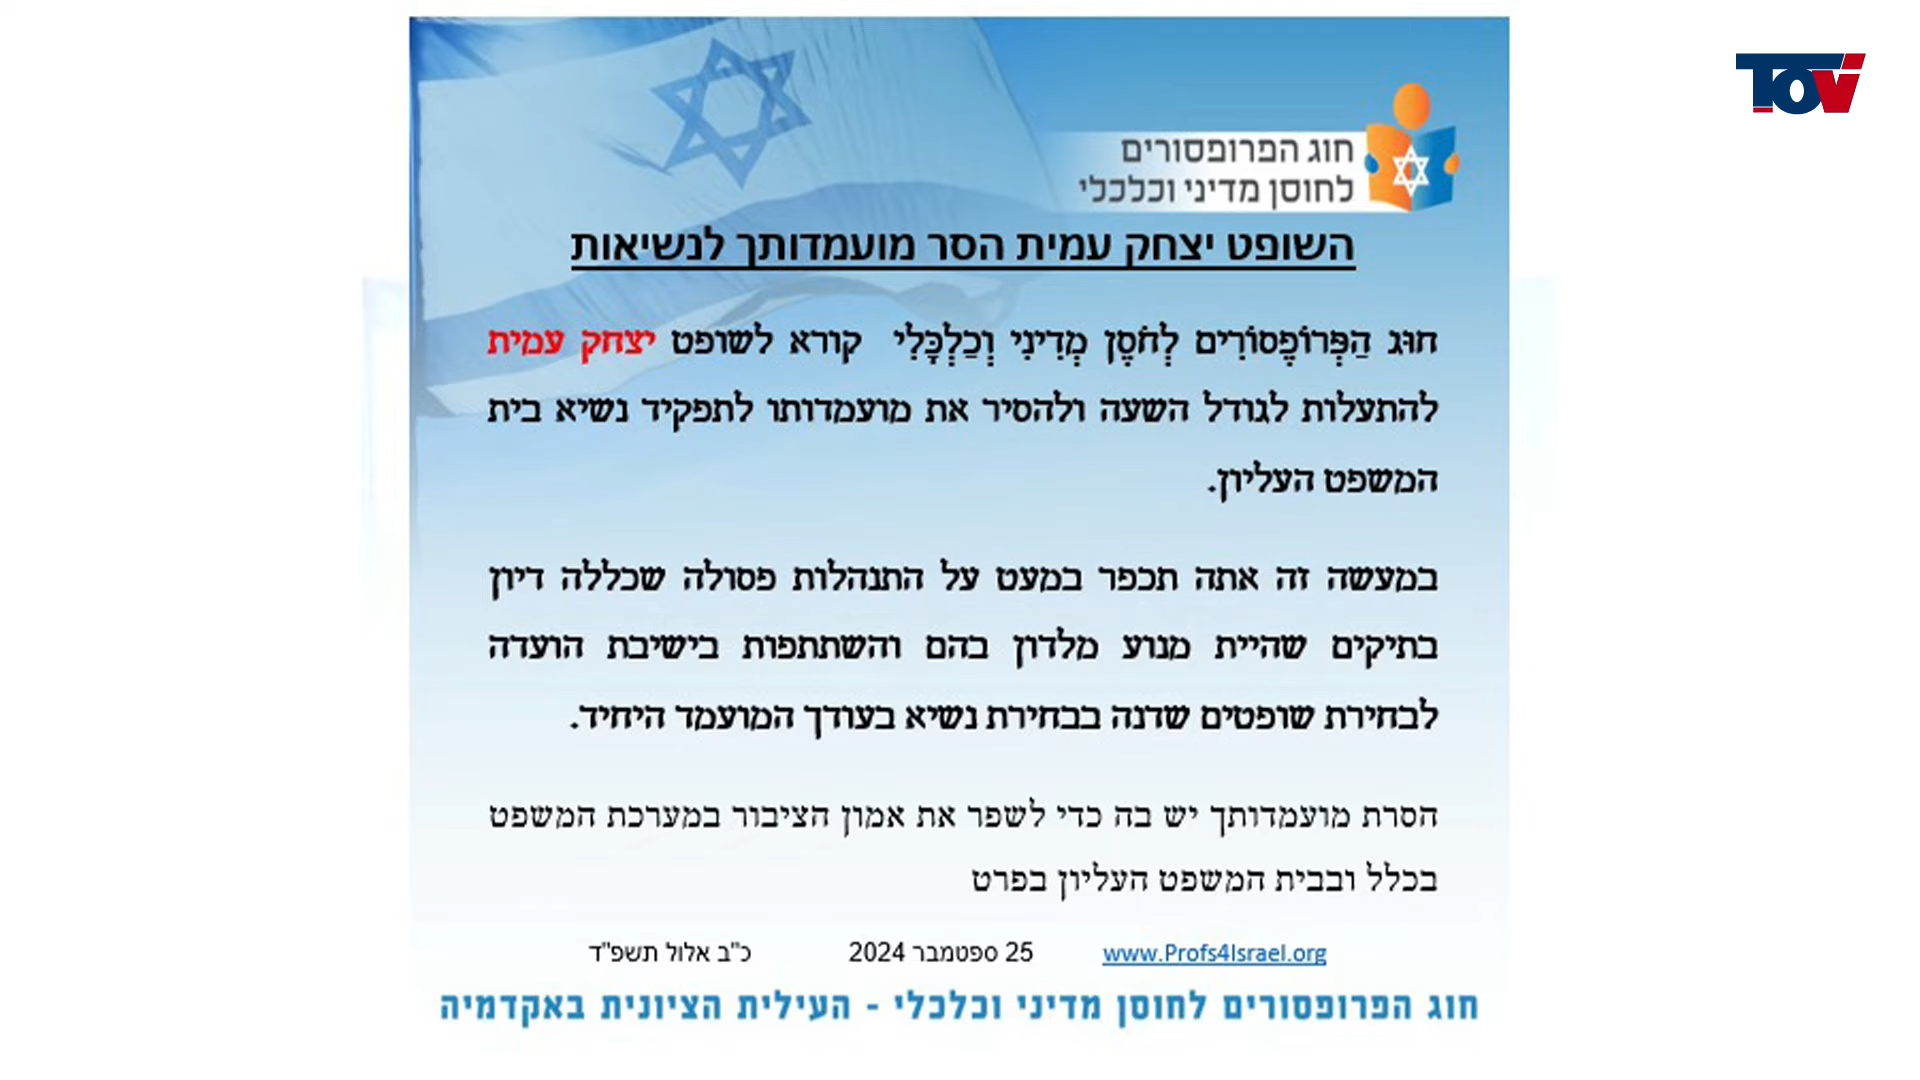 TOV
חוג הפרופסורים
לחוסן מדיני וכלכלי
השופט יצחק עמית הסר מועמדותך לנשיאות
חוּג הַפְּרוֹפֶסוֹרִים לְחֹסֶן מְדִינִי וְכַלְכָּלִי קורא לשופט יצחק עמית
להתעלות לגודל השעה ולהסיר את מועמדותו לתפקיד נשיא בית
המשפט העליון.
במעשה זה אתה תכפר במעט על התנהלות פסולה שכללה דיון
בתיקים שהיית מנוע מלדון בהם והשתתפות בישיבת הועדה
לבחירת שופטים שדנה בבחירת נשיא בעודך המועמד היחיד.
הסרת מועמדותך יש בה כדי לשפר את אמון הציבור במערכת המשפט
בכלל ובבית המשפט העליון בפרט
www.Profs4Israel.org 25 ספטמבר 2024 כ"ב אלול תשפ"ד
חוג הפרופסורים לחוסן מדיני וכלכלי - העילית הציונית באקדמיה